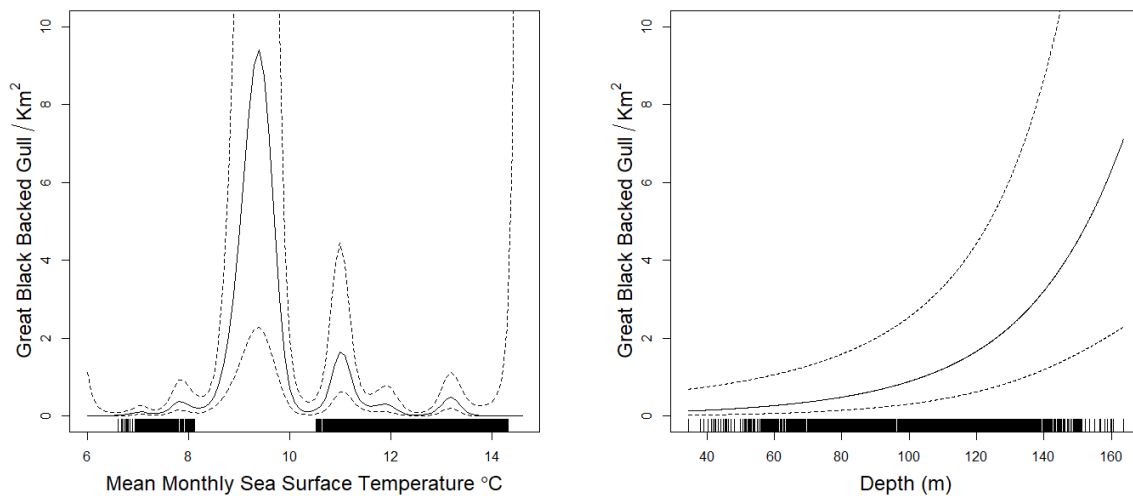 Great Black Backed Gull / Km²
10
8
6
4
2
0
6 8 10 12 14
Mean Monthly Sea Surface Temperature °C
Great Black Backed Gull / Km²
10
8
6
4
2
0
40 60 80 100 120 140 160
Depth (m)